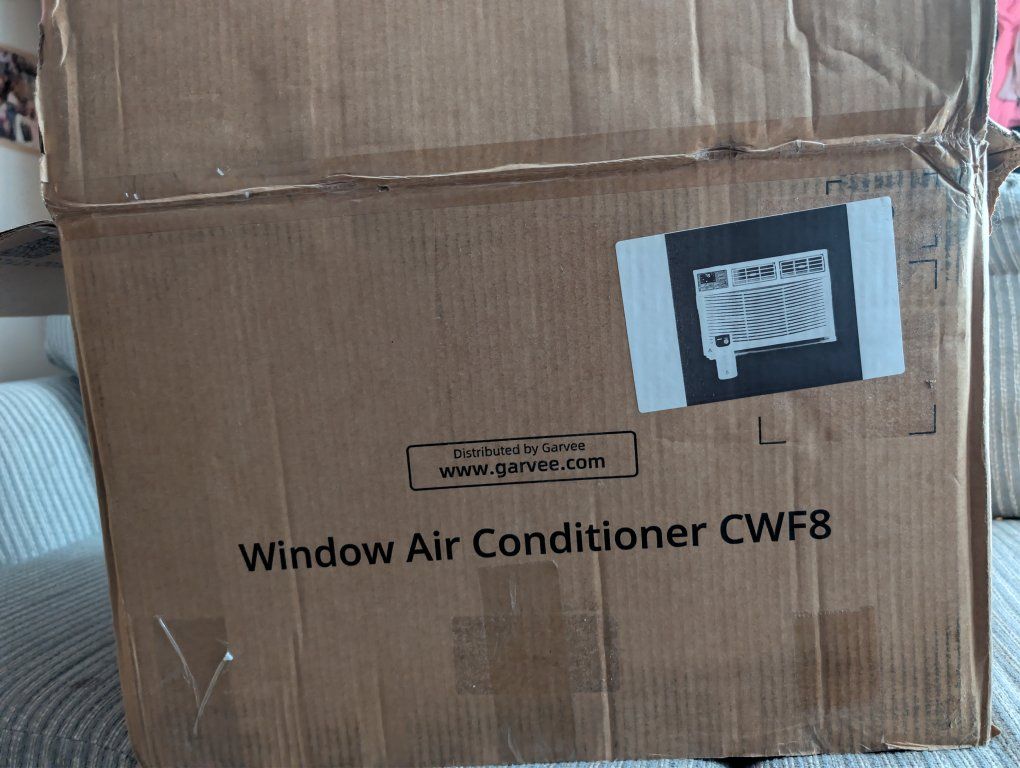 Distributed by Garvee
www.garvee.com
Window Air Conditioner CWF8